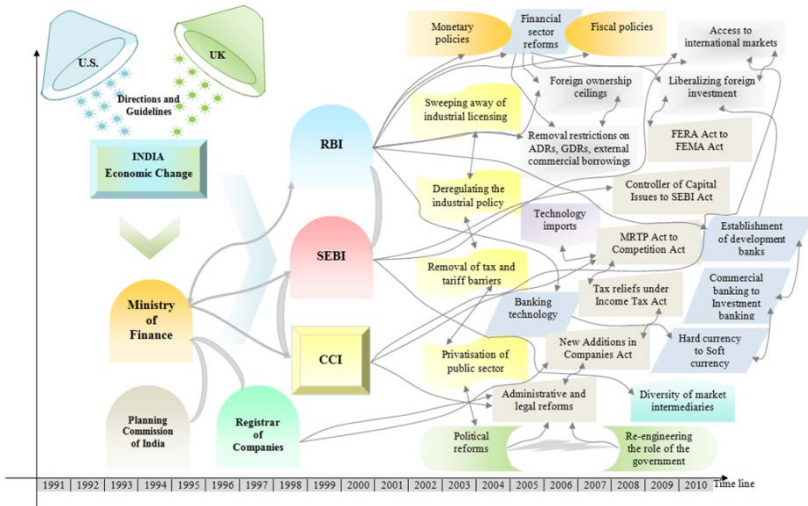 U.S.
UK
Directions and
Guidelines
INDIA
Economic Change
Ministry
of
Finance
Planning
Commission
of India
Registrar
of
Companies
RBI
SEBI
CCI
Monetary
policies
Financial
sector
reforms
Fiscal policies
Access to
international markets
Foreign ownership
ceilings
Liberalizing foreign
investment
Sweeping away of
industrial licensing
Removal restrictions on
ADRs, GDRs, external
commercial borrowings
FERA Act to
FEMA Act
Deregulating the
industrial policy
Controller of Capital
Issues to SEBI Act
Technology
imports
MRTP Act to
Competition Act
Establishment
of development
banks
Removal of tax and
tariff barriers
Banking
technology
Tax reliefs under
Income Tax Act
Commercial
banking to
Investment
banking
Privatisation of
public sector
New Additions in
Companies Act
Hard currency
to Soft
currency
Administrative and
legal reforms
Diversity of market
intermediaries
Political
reforms
Re-engineering
the role of the
government
1991 1992 1993 1994 1995 1996 1997 1998 1999 2000 2001 2002 2003 2004 2005 2006 2007 2008 2009 2010 Time line